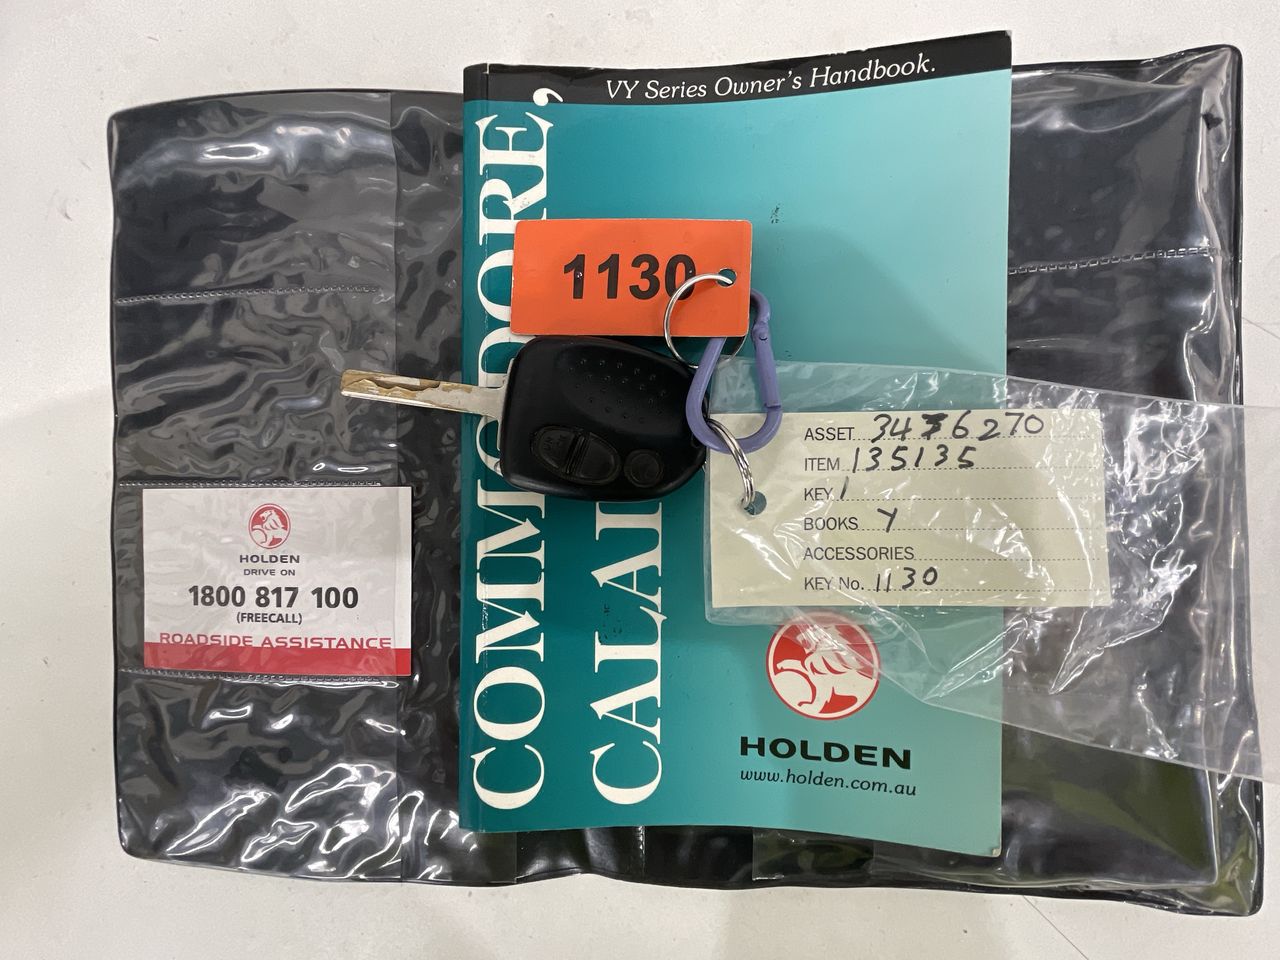 VY Series Owner's Handbook.
COMMODORE,
CALAI
1130
ASSET 3476270
ITEM 135135
KEY 1
BOOKS Y
ACCESSORIES
KEY No. 1130
HOLDEN
DRIVE ON
1800 817 100
(FREECALL)
ROADSIDE ASSISTANCE
HOLDEN
www.holden.com.au